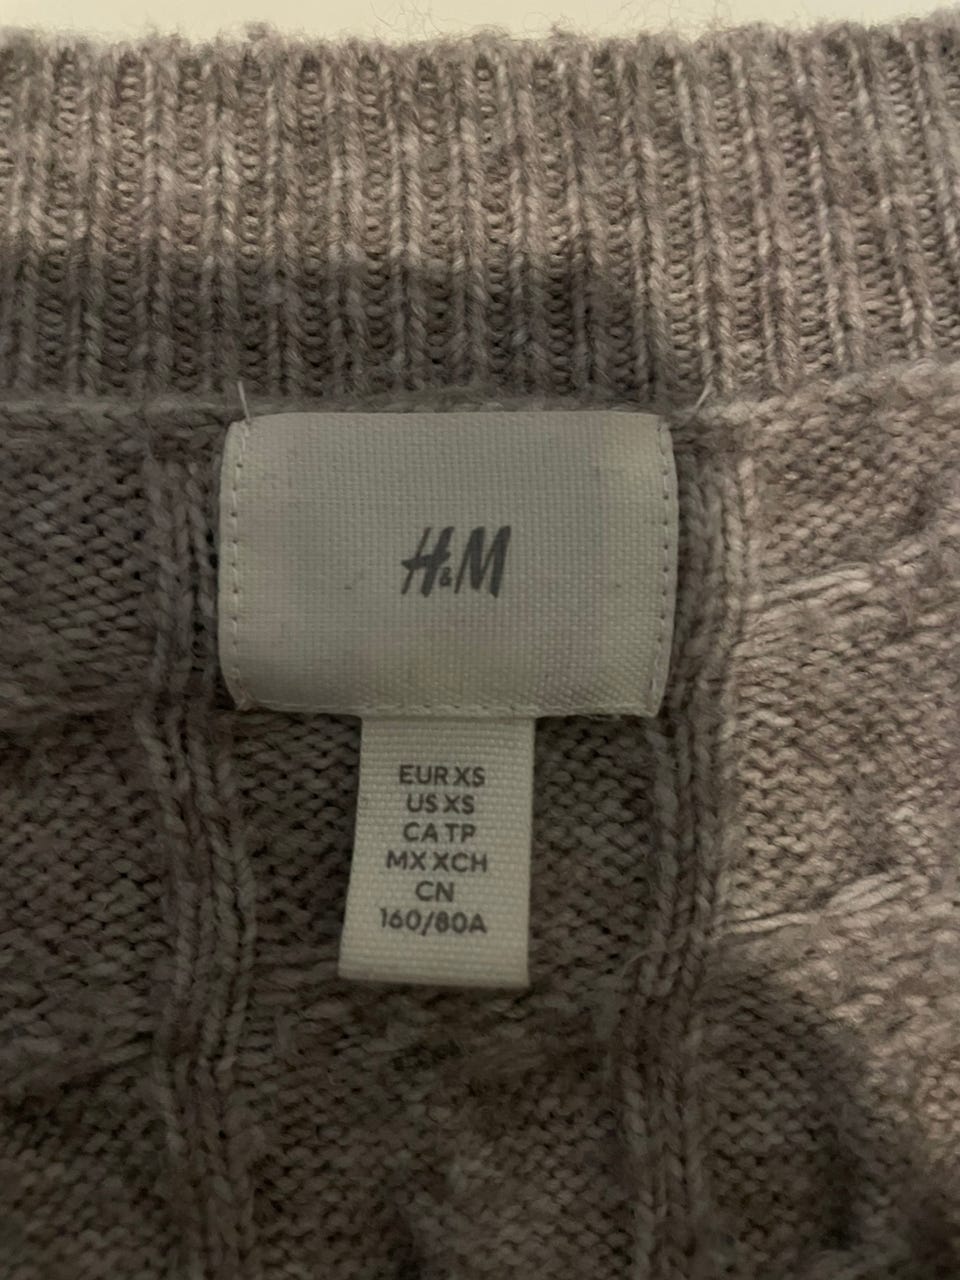 H&M
EUR XS
US XS
CA TP
MX XCH
CN
160/80A